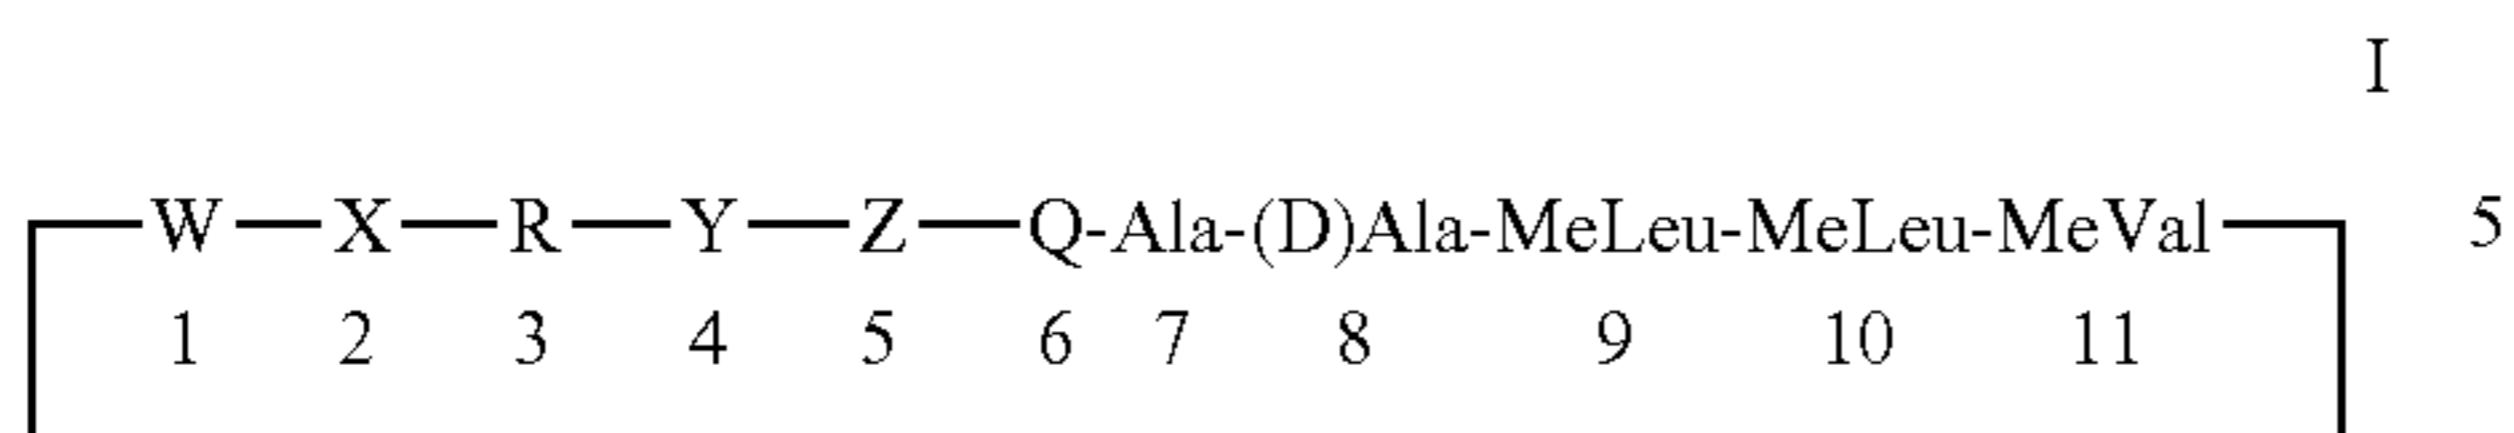 I
W—X—R—Y—Z—Q-Ala-(D)Ala-MeLeu-MeLeu-MeVal 5
1 2 3 4 5 6 7 8 9 10 11